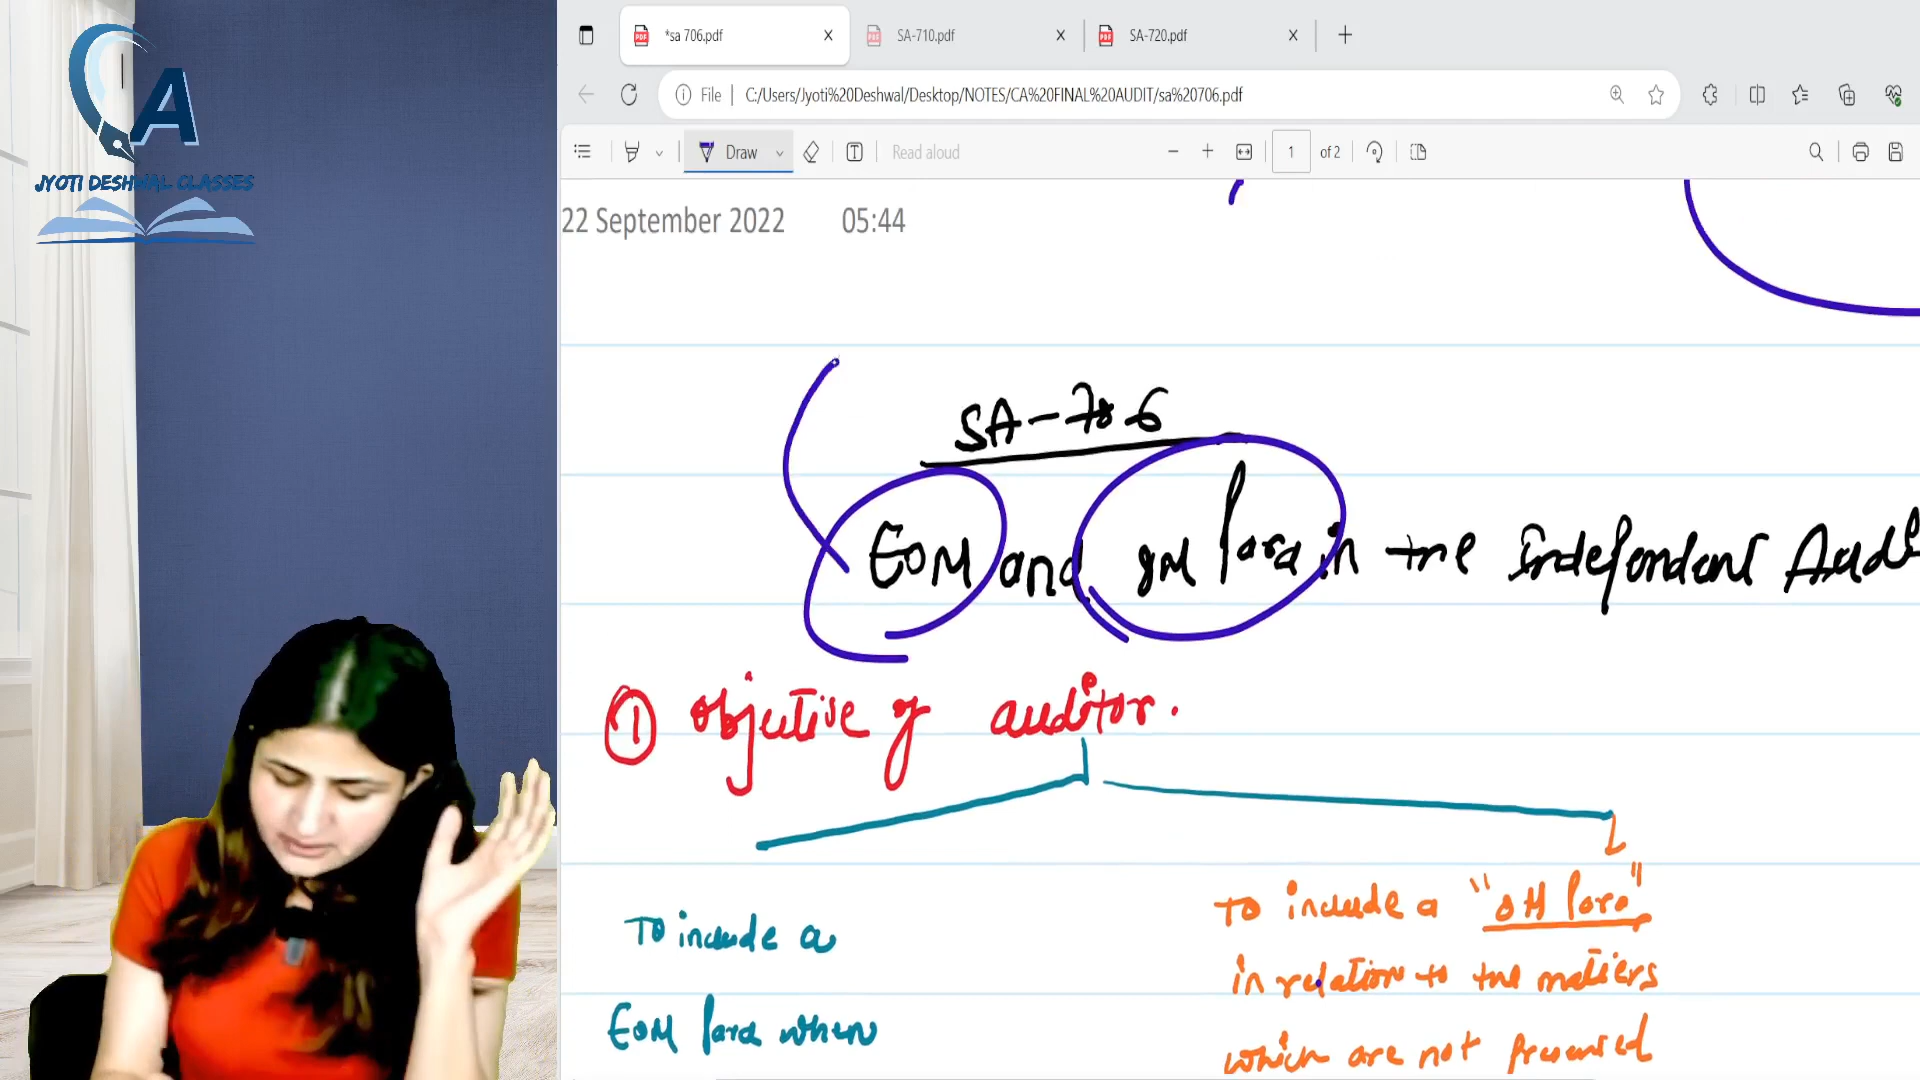 *sa 706.pdf
SA-710.pdf
SA-720.pdf
File
C:/Users/Jyoti%20Deshwal/Desktop/NOTES/CA%20FINAL%20AUDIT/sa%20706.pdf
Draw
Read aloud
1 of 2
CA
JYOTI DESHWAL CLASSES
22 September 2022 05:44
SA-706
EOM and OM Para in the Independent Audi
① Objective of auditor.
To include a
EOM Para when
To include a "OM Para"
in relation to the matters
which are not Presented